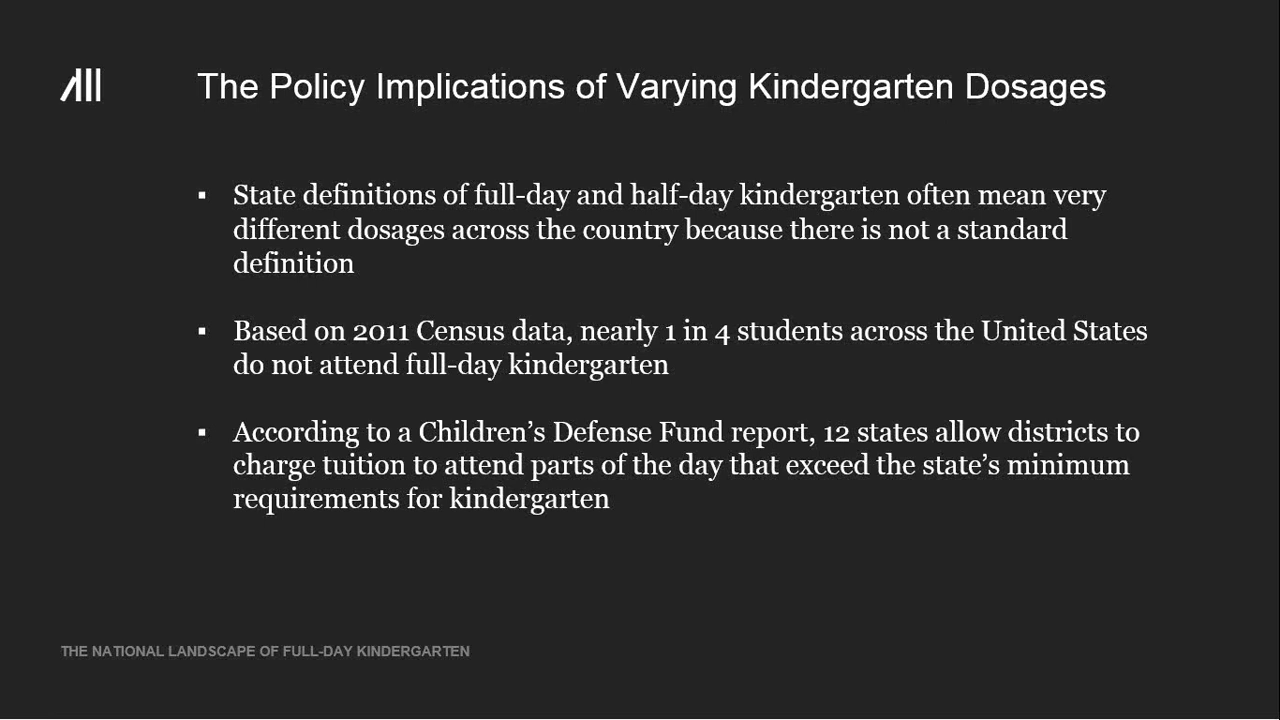 The Policy Implications of Varying Kindergarten Dosages
▪ State definitions of full-day and half-day kindergarten often mean very
different dosages across the country because there is not a standard
definition
▪ Based on 2011 Census data, nearly 1 in 4 students across the United States
do not attend full-day kindergarten
▪ According to a Children’s Defense Fund report, 12 states allow districts to
charge tuition to attend parts of the day that exceed the state’s minimum
requirements for kindergarten
THE NATIONAL LANDSCAPE OF FULL-DAY KINDERGARTEN